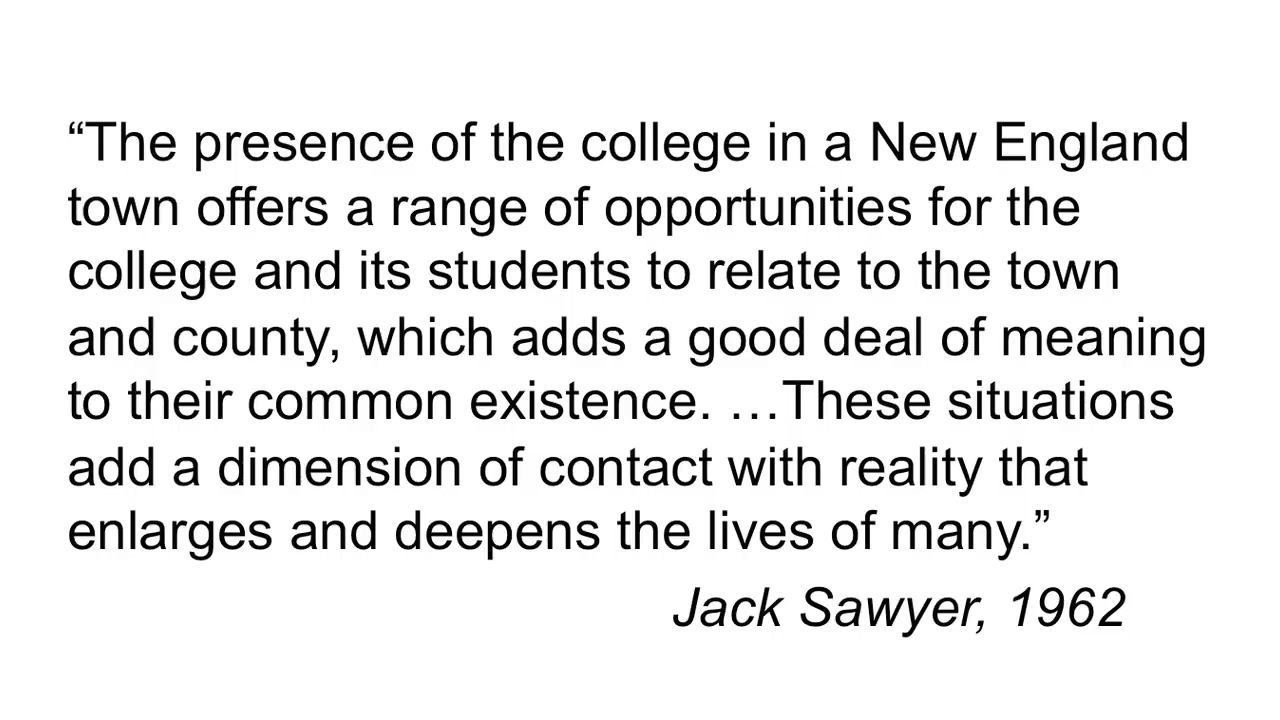 “The presence of the college in a New England
town offers a range of opportunities for the
college and its students to relate to the town
and county, which adds a good deal of meaning
to their common existence. …These situations
add a dimension of contact with reality that
enlarges and deepens the lives of many.”
Jack Sawyer, 1962